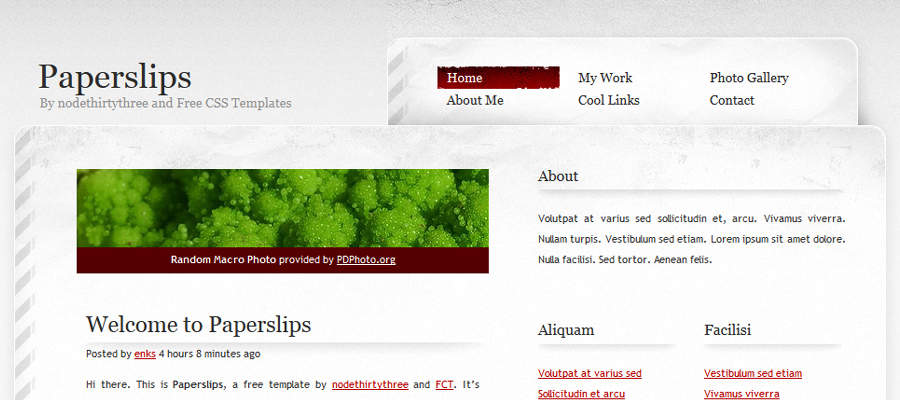 Paperslips
By nodethirtythree and Free CSS Templates
Home
My Work
Photo Gallery
About Me
Cool Links
Contact
Random Macro Photo provided by PDPhoto.org
Welcome to Paperslips
Posted by enks 4 hours 8 minutes ago
Hi there. This is Paperslips, a free template by nodethirtythree and FCT. It's
About
Volutpat at varius sed sollicitudin et, arcu. Vivamus viverra.
Nullam turpis. Vestibulum sed etiam. Lorem ipsum sit amet dolore.
Nulla facilisi. Sed tortor. Aenean felis.
Aliquam
Volutpat at varius sed
Sollicitudin et arcu
Facilisi
Vestibulum sed etiam
Vivamus viverra